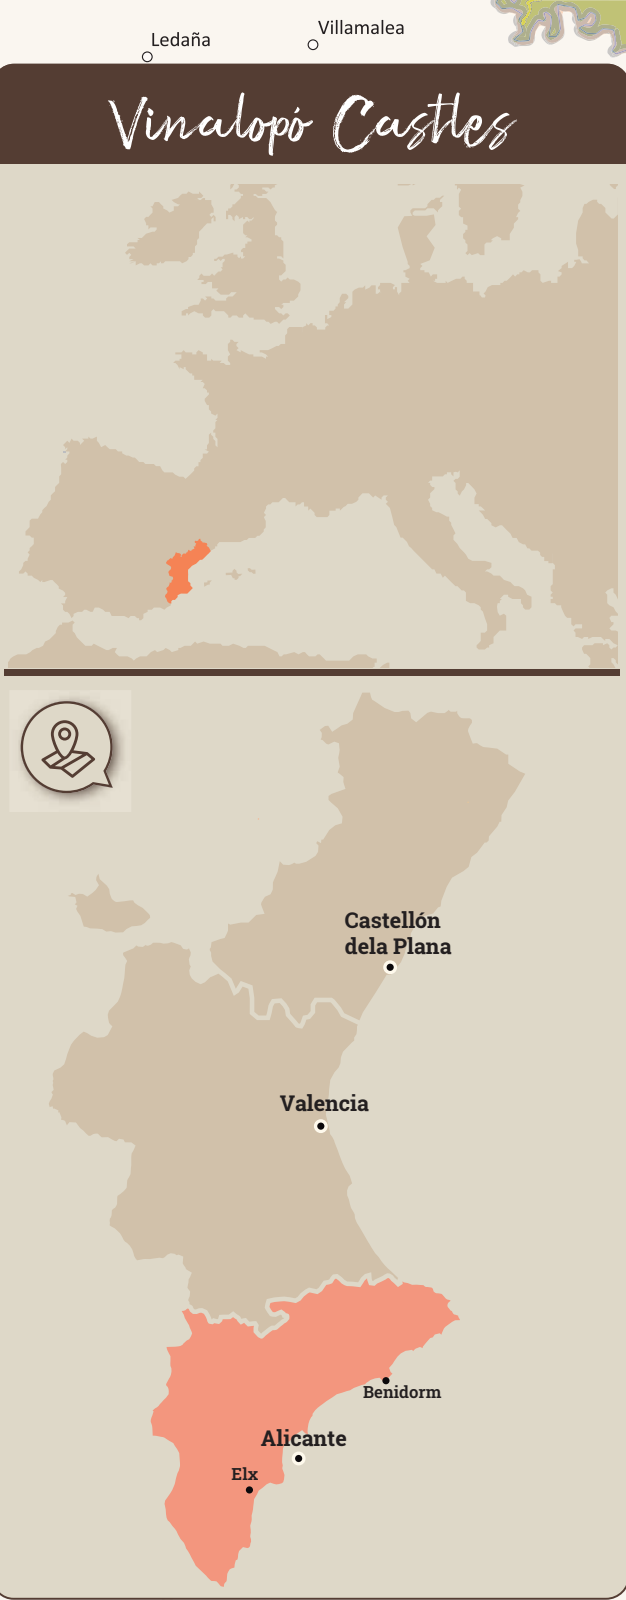 Villamalea
Ledaña
Vinalopó Castles
Castellón
dela Plana
Valencia
Benidorm
Alicante
Elx